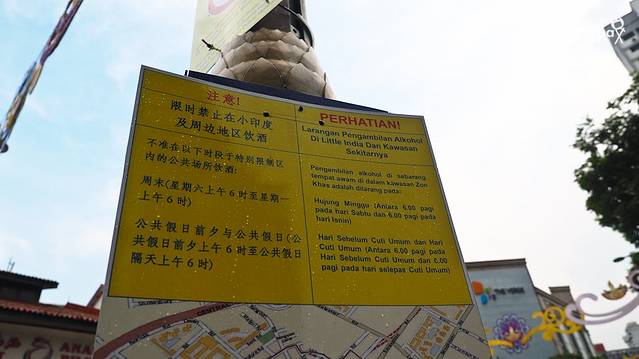 注意!
限时禁止在小印度
及周边地区饮酒
不准在以下时段于特别限制区
内的公共场所饮酒:
周末(星期六上午6时至星期一
上午6时)
公共假日前夕与公共假日(公
共假日前夕上午6时至公共假日
隔天上午6时)
PERHATIAN!
Larangan Pengambilan Alkohol
Di Little India Dan Kawasan
Sekitarnya
Pengambilan alkohol di sebarang
tempat awam di dalam kawasan Zon
Khas adalah dilarang pada:
Hujung Minggu (Antara 6.00 pagi
pada hari Sabtu dan 6.00 pagi pada
hari Isnin)
Hari Sebelum Cuti Umum dan Hari
Cuti Umum (Antara 6.00 pagi
Hari Sebelum Cuti Umum dan 6.00
pagi pada hari selepas Cuti Umum)
THE VERGE